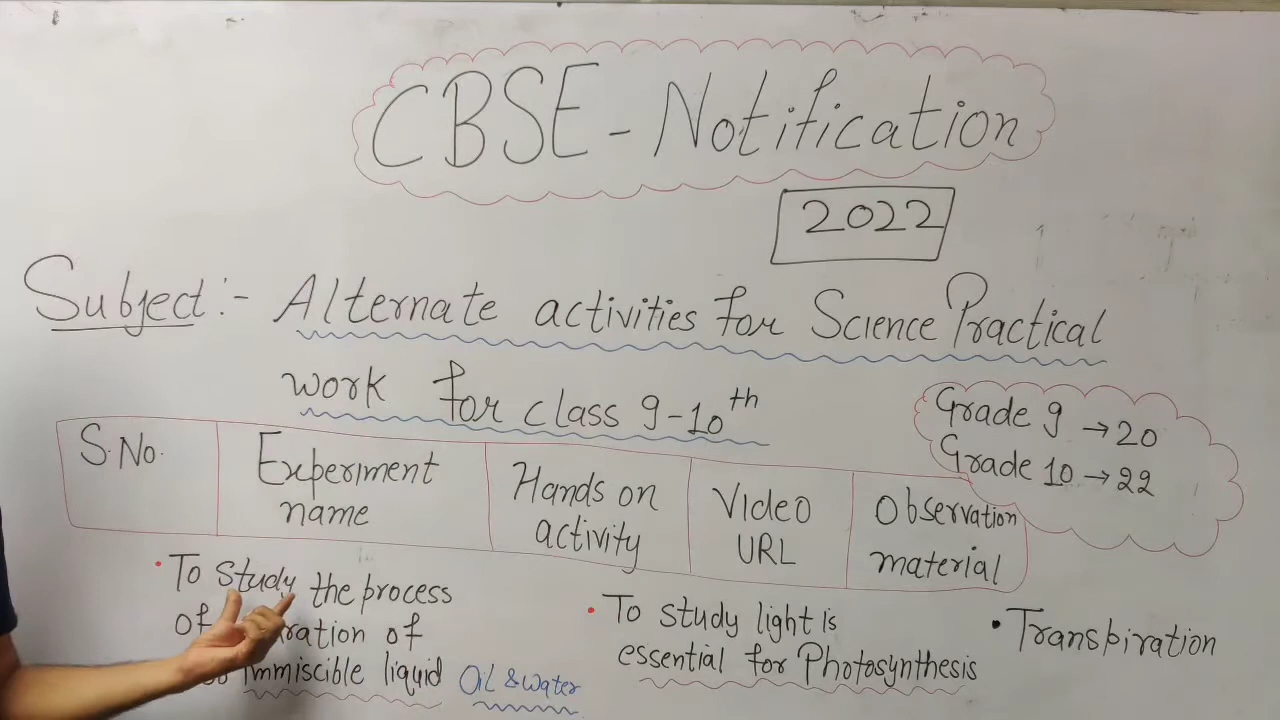 CBSE - Notification
2022
Subject :- Alternate activities for Science Practical
work for class 9-10th
Grade 9 → 20
Grade 10 → 22
S.No.
Experiment
name
Hands on
activity
Video
URL
Observation
material
• To study the process
of ration of
immiscible liquid Oil & water
• To study light is
essential for Photosynthesis
• Transpiration